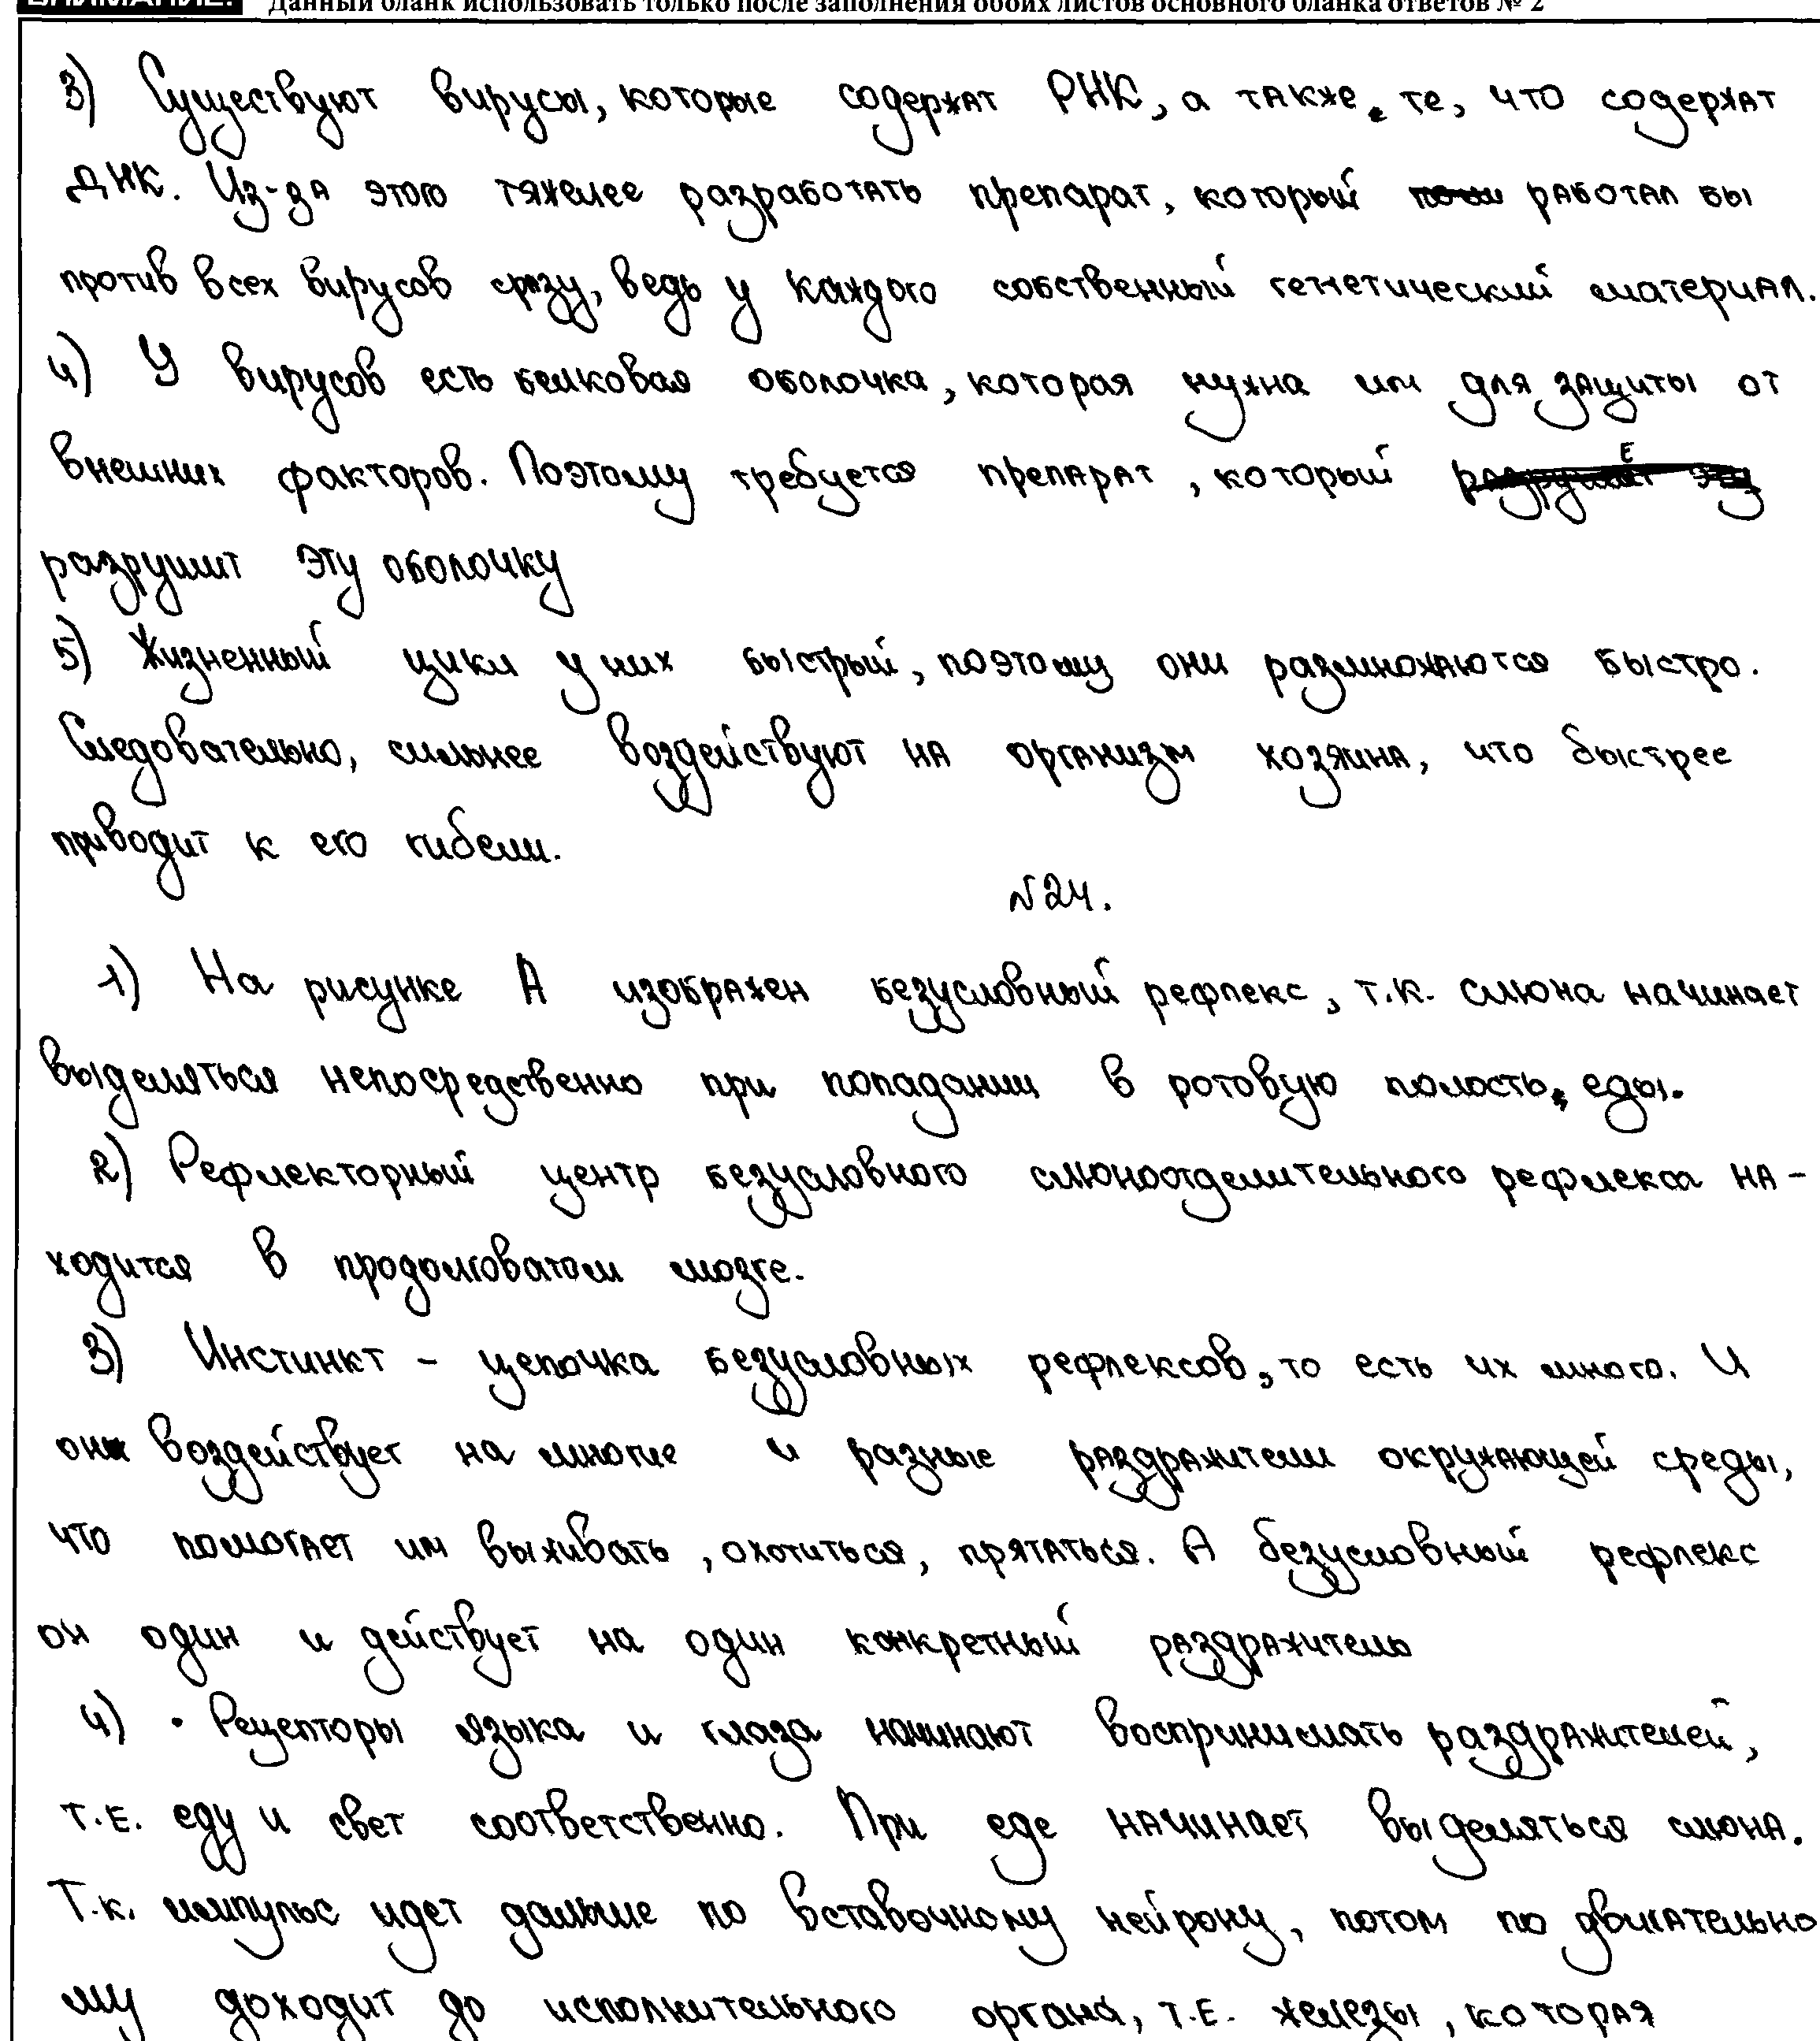 ВНИМАНИЕ! Данный бланк использовать только после заполнения обоих листов основного бланка ответов № 2
3) Существуют вирусы, которые содержат РНК, а также те, что содержат
ДНК. Из-за этого тяжелее разработать препарат, который работал бы
против всех вирусов сразу, ведь у каждого собственный генетический материал.
4) У вирусов есть белковая оболочка, которая нужна им для защиты от
внешних факторов. Поэтому требуется препарат, который
разрушит эту оболочку
5) Жизненный цикл у них быстрый, поэтому они размножаются быстро.
Следовательно, сильнее воздействуют на организм хозяина, что быстрее
приводит к его гибели.
№24.
1) На рисунке А изображен безусловный рефлекс, т.к. слюна начинает
выделяться непосредственно при попадании в ротовую полость еды.
2) Рефлекторный центр безусловного слюноотделительного рефлекса на-
ходится в продолговатом мозге.
3) Инстинкт - цепочка безусловных рефлексов, то есть их много. И
они воздействует на многие и разные раздражители окружающей среды,
что помогает им выживать, охотиться, прятаться. А безусловный рефлекс
он один и действует на один конкретный раздражитель
4) • Рецепторы языка и глаза начинают воспринимать раздражителей,
т.е. еду и свет соответственно. При еде начинает выделяться слюна.
Т.к. импульс идет дальше по вставочному нейрону, потом по двигательно
му доходит до исполнительного органа, т.е. железы, которая